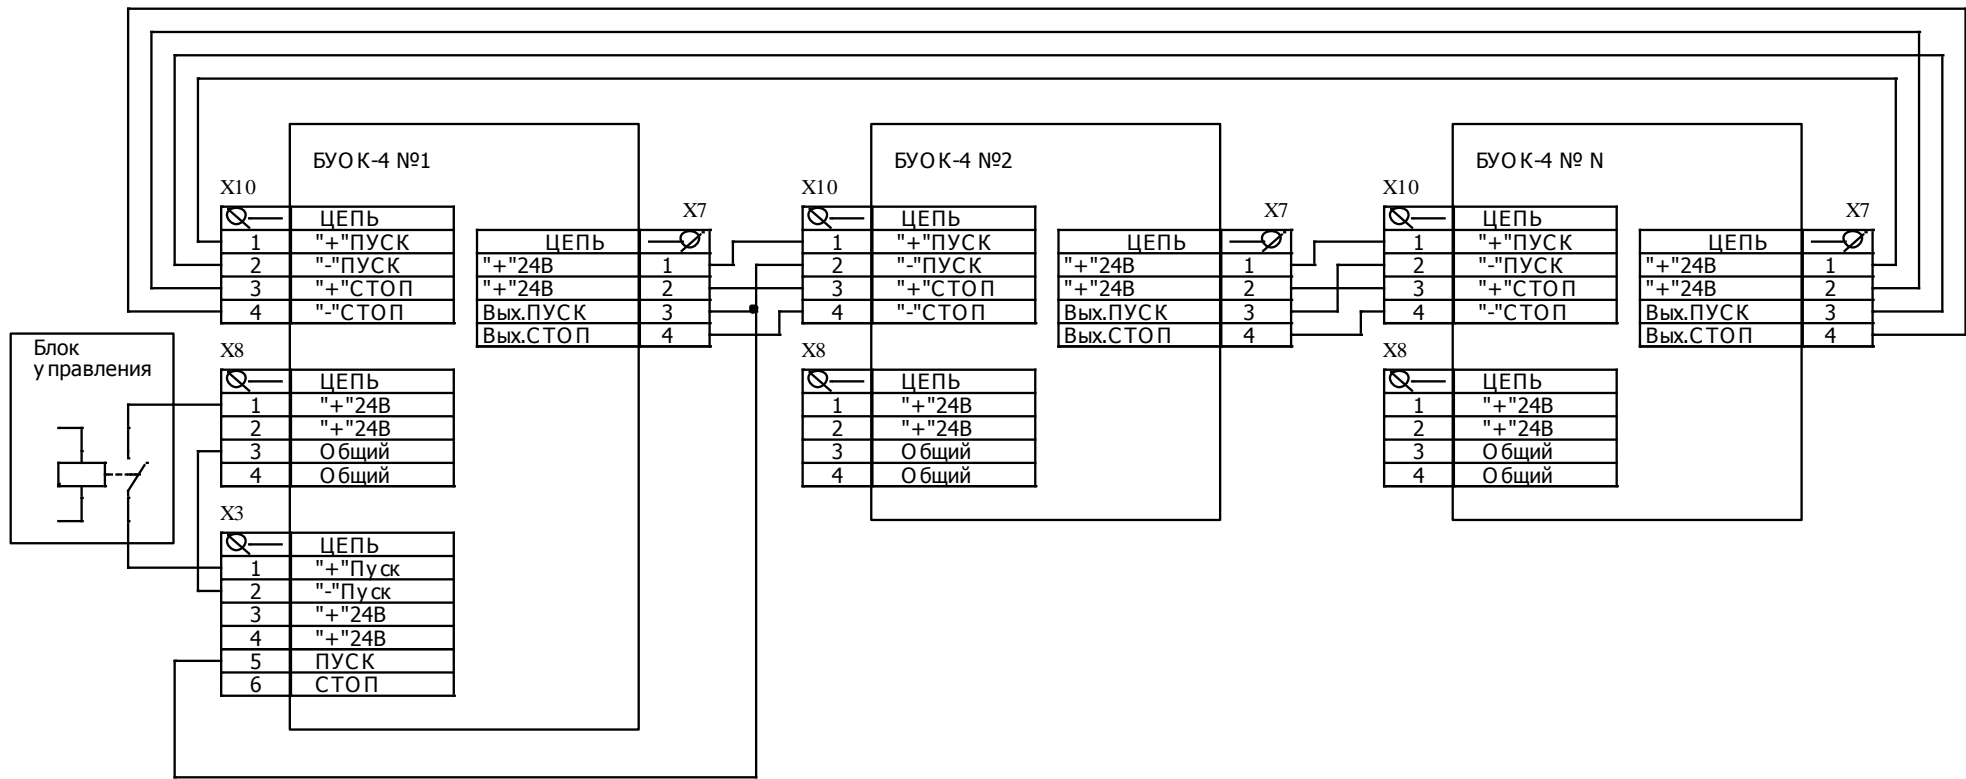 БУОК-4 №1
X10
ЦЕПЬ
1 "+"ПУСК
2 "-"ПУСК
3 "+"СТОП
4 "-"СТОП
X7
ЦЕПЬ
"+"24В 1
"+"24В 2
Вых.ПУСК 3
Вых.СТОП 4
X8
ЦЕПЬ
1 "+"24В
2 "+"24В
3 Общий
4 Общий
X3
ЦЕПЬ
1 "+"Пуск
2 "-"Пуск
3 "+"24В
4 "+"24В
5 ПУСК
6 СТОП
Блок
управления
БУОК-4 №2
X10
ЦЕПЬ
1 "+"ПУСК
2 "-"ПУСК
3 "+"СТОП
4 "-"СТОП
X7
ЦЕПЬ
"+"24В 1
"+"24В 2
Вых.ПУСК 3
Вых.СТОП 4
X8
ЦЕПЬ
1 "+"24В
2 "+"24В
3 Общий
4 Общий
БУОК-4 № N
X10
ЦЕПЬ
1 "+"ПУСК
2 "-"ПУСК
3 "+"СТОП
4 "-"СТОП
X7
ЦЕПЬ
"+"24В 1
"+"24В 2
Вых.ПУСК 3
Вых.СТОП 4
X8
ЦЕПЬ
1 "+"24В
2 "+"24В
3 Общий
4 Общий